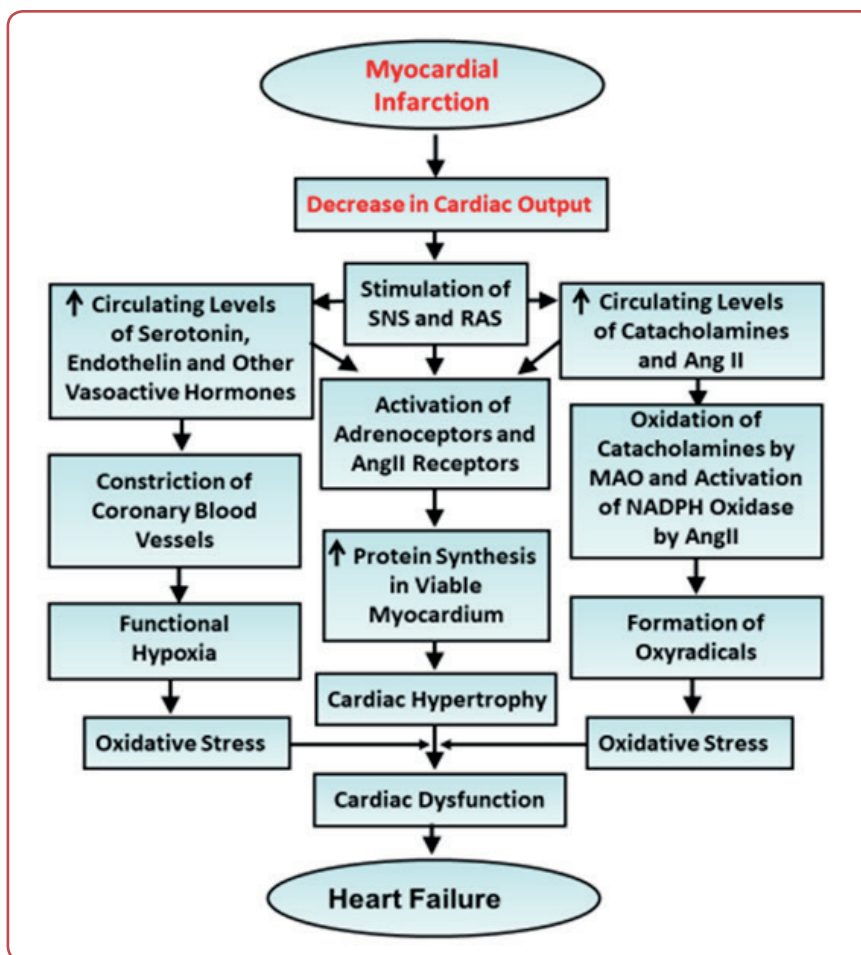 Myocardial
Infarction
Decrease in Cardiac Output
Stimulation of
SNS and RAS
↑ Circulating Levels
of Serotonin,
Endothelin and Other
Vasoactive Hormones
↑ Circulating Levels
of Catacholamines
and Ang II
Activation of
Adrenoceptors and
AngII Receptors
Oxidation of
Catacholamines by
MAO and Activation
of NADPH Oxidase
by AngII
Constriction of
Coronary Blood
Vessels
↑ Protein Synthesis
in Viable
Myocardium
Functional
Hypoxia
Formation of
Oxyradicals
Cardiac Hypertrophy
Oxidative Stress
Oxidative Stress
Cardiac Dysfunction
Heart Failure